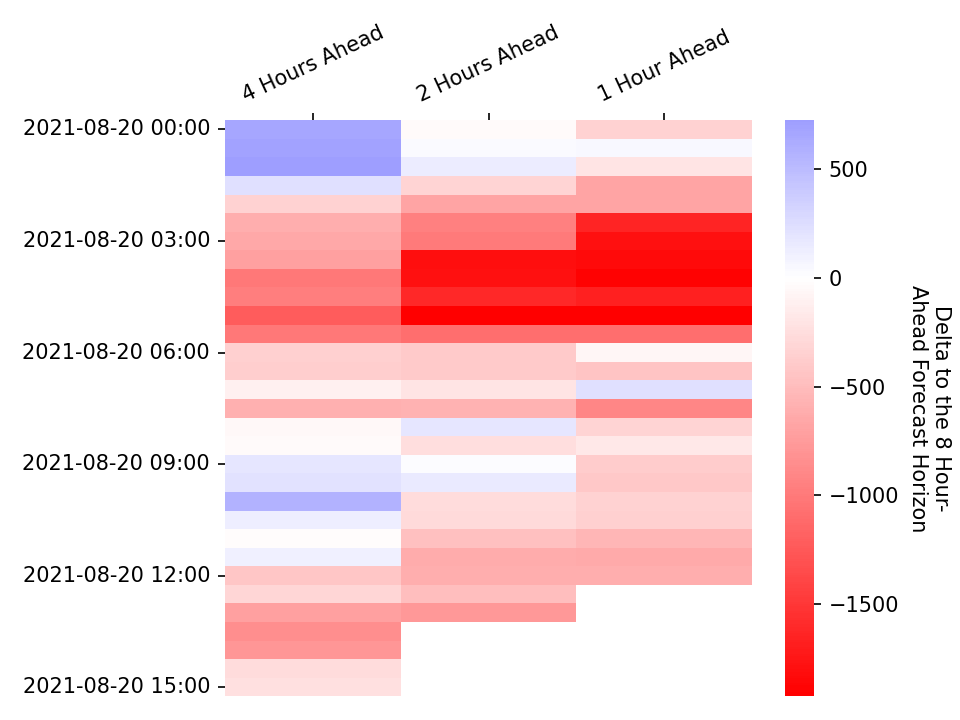 4 Hours Ahead
2 Hours Ahead
1 Hour Ahead
2021-08-20 00:00
2021-08-20 03:00
2021-08-20 06:00
2021-08-20 09:00
2021-08-20 12:00
2021-08-20 15:00
500
0
−500
−1000
−1500
Delta to the 8 Hour-
Ahead Forecast Horizon